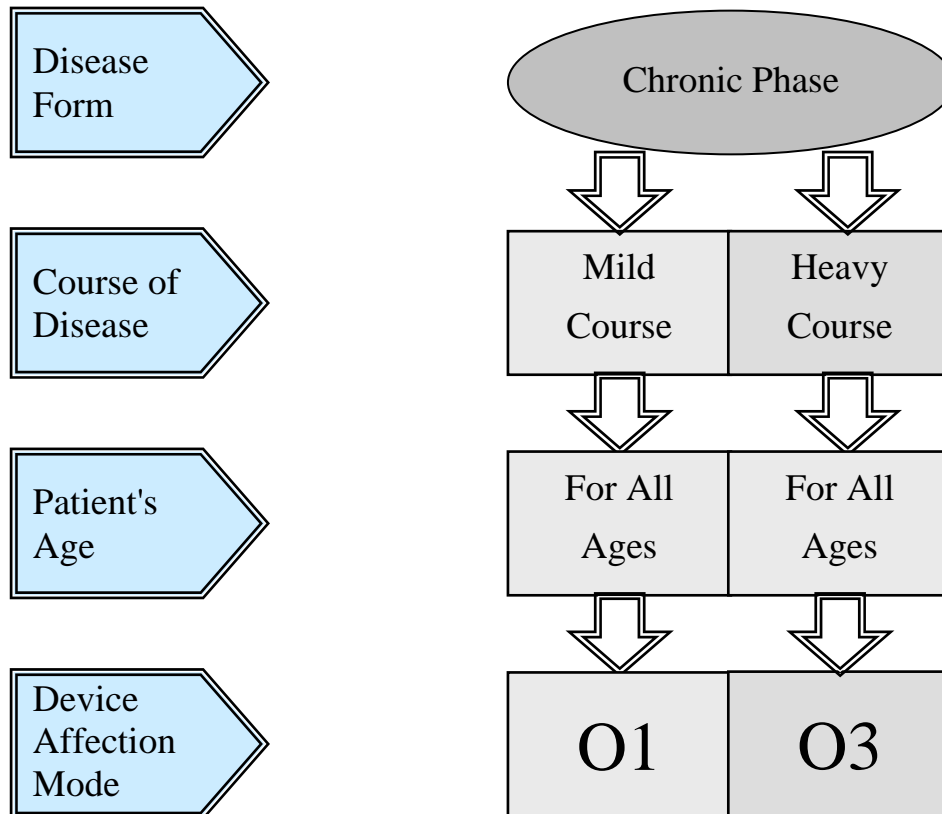 Disease
Form
Chronic Phase
Course of
Disease
Mild
Course
Heavy
Course
Patient's
Age
For All
Ages
For All
Ages
Device
Affection
Mode
O1
O3